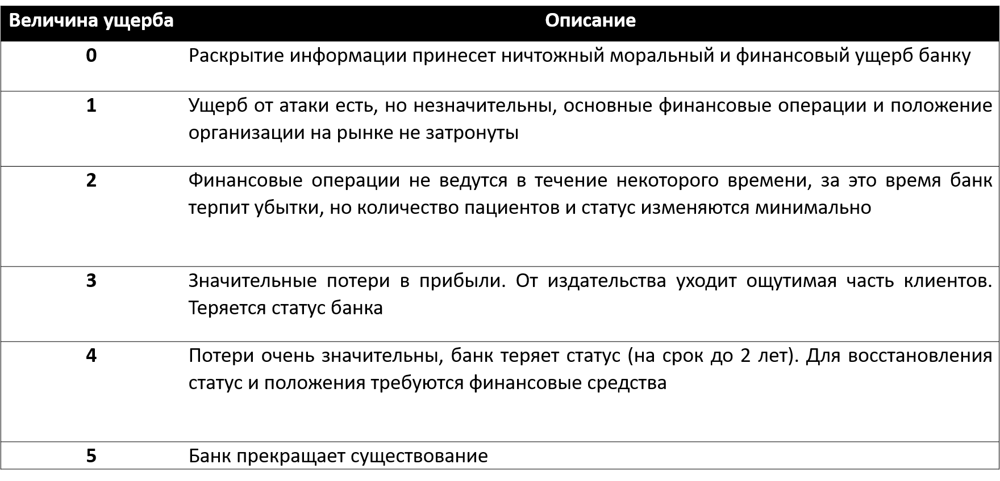 Величина ущерба Описание
0 Раскрытие информации принесет ничтожный моральный и финансовый ущерб банку
1 Ущерб от атаки есть, но незначительны, основные финансовые операции и положение
организации на рынке не затронуты
2 Финансовые операции не ведутся в течение некоторого времени, за это время банк
терпит убытки, но количество пациентов и статус изменяются минимально
3 Значительные потери в прибыли. От издательства уходит ощутимая часть клиентов.
Теряется статус банка
4 Потери очень значительны, банк теряет статус (на срок до 2 лет). Для восстановления
статус и положения требуются финансовые средства
5 Банк прекращает существование